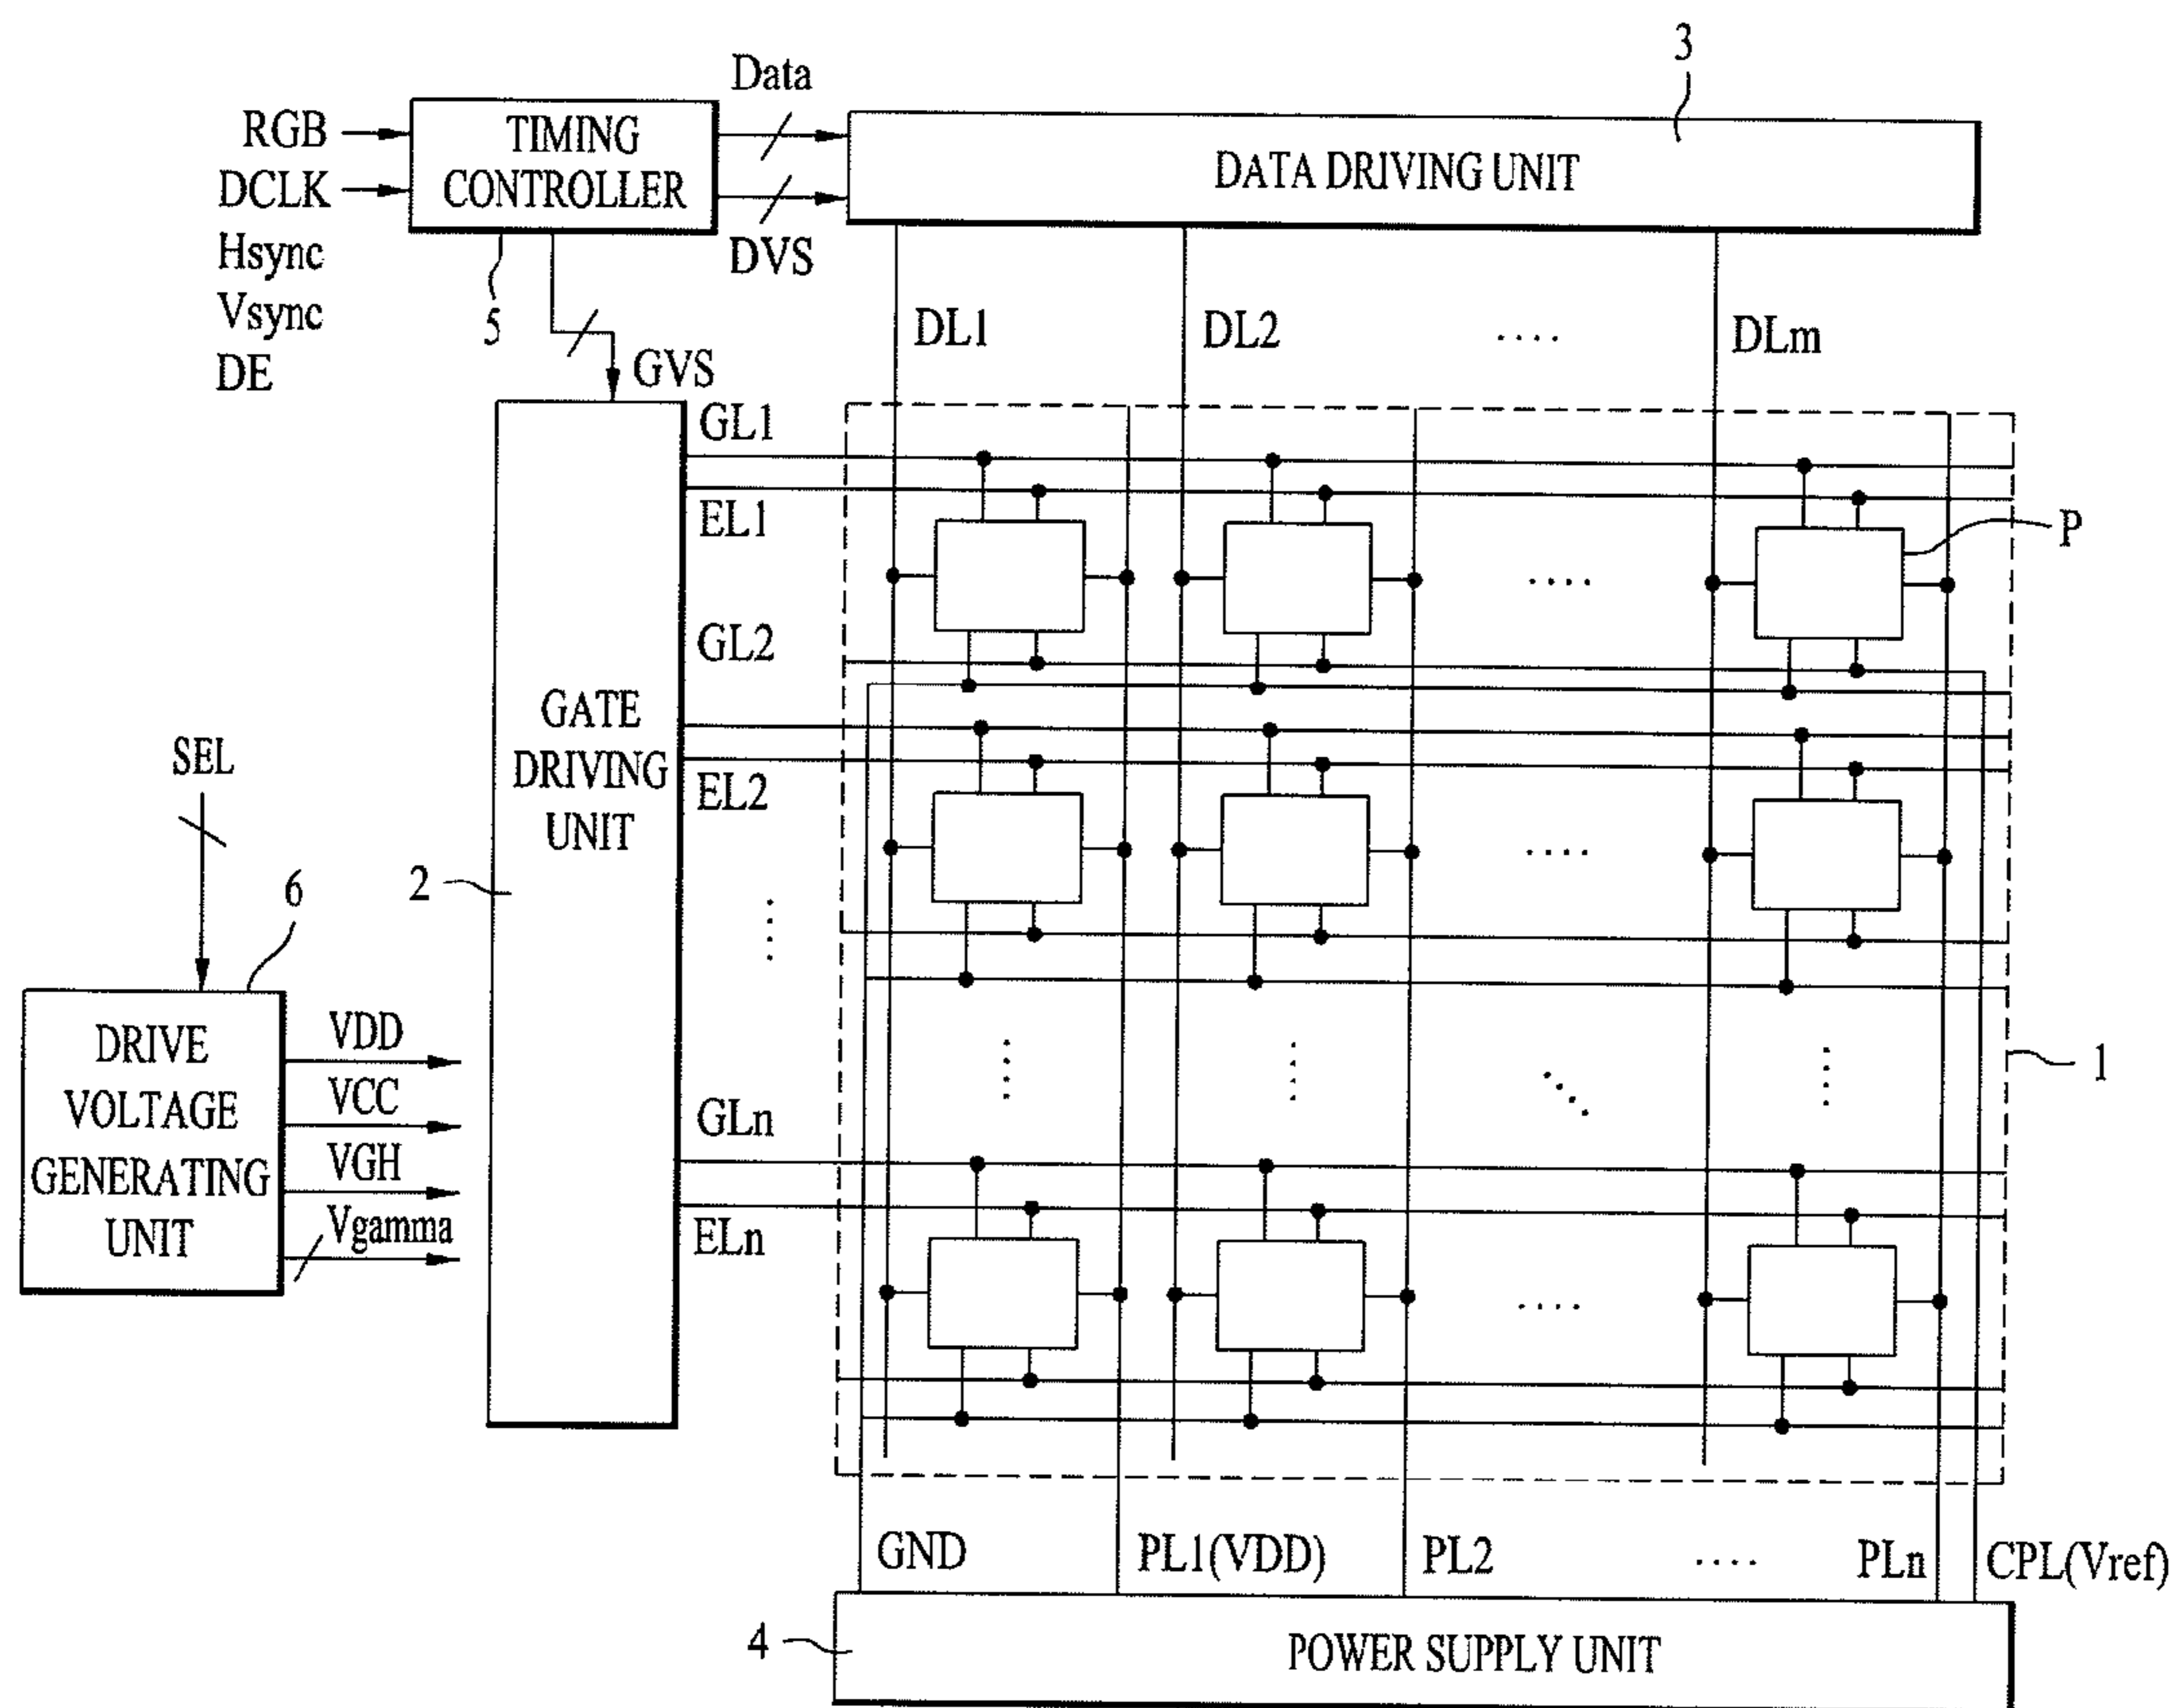 3
Data
RGB
TIMING
CONTROLLER
DATA DRIVING UNIT
DCLK
Hsync
DVS
Vsync
5
DL1
DL2
....
DLm
DE
GVS
GL1
EL1
P
....
GL2
GATE
DRIVING
UNIT
SEL
EL2
....
2
6
....
DRIVE
VOLTAGE
GENERATING
UNIT
VDD
VCC
VGH
Vgamma
....
....
....
....
1
GLn
ELn
....
GND
PL1(VDD)
PL2
....
PLn
CPL(Vref)
4
POWER SUPPLY UNIT